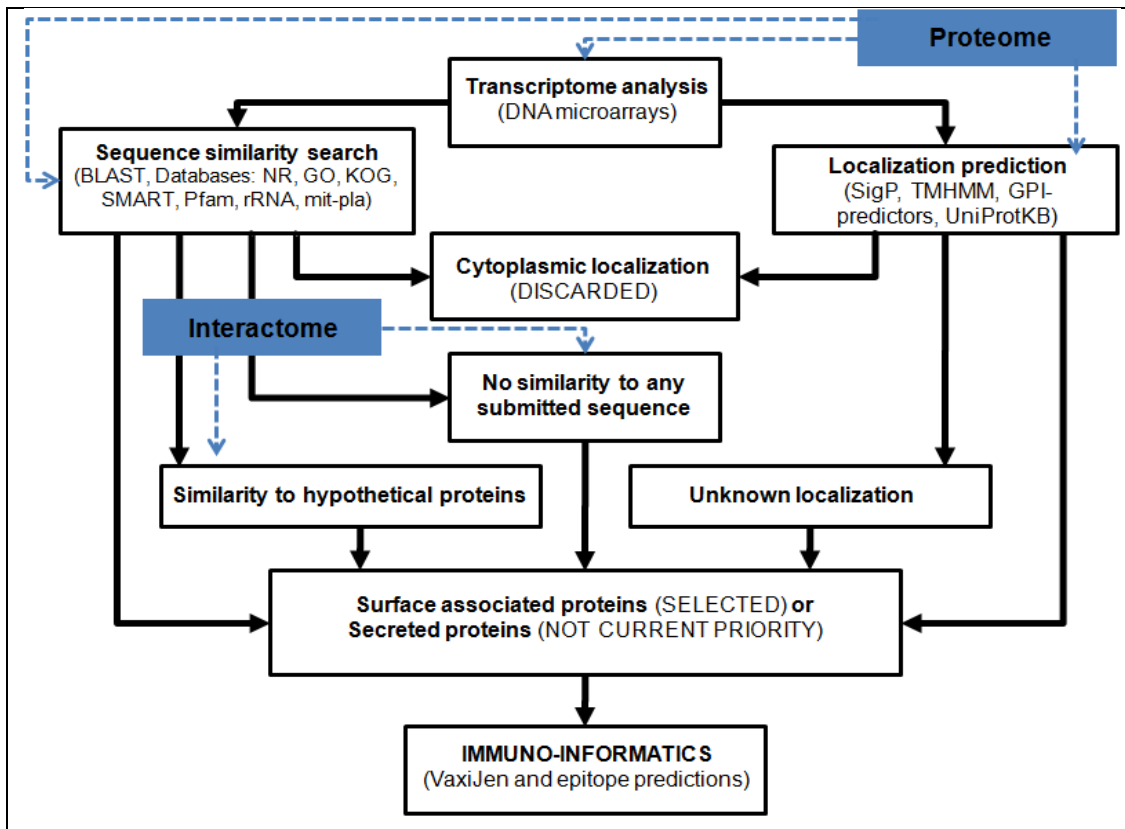 Proteome
Transcriptome analysis
(DNA microarrays)
Sequence similarity search
(BLAST, Databases: NR, GO, KOG,
SMART, Pfam, rRNA, mit-pla)
Localization prediction
(SigP, TMHMM, GPI-
predictors, UniProtKB)
Cytoplasmic localization
(DISCARDED)
Interactome
No similarity to any
submitted sequence
Similarity to hypothetical proteins
Unknown localization
Surface associated proteins (SELECTED) or
Secreted proteins (NOT CURRENT PRIORITY)
IMMUNO-INFORMATICS
(VaxiJen and epitope predictions)